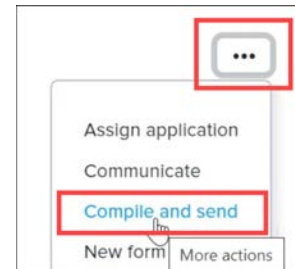 ...
Assign application
Communicate
Compile and send
New form
More actions